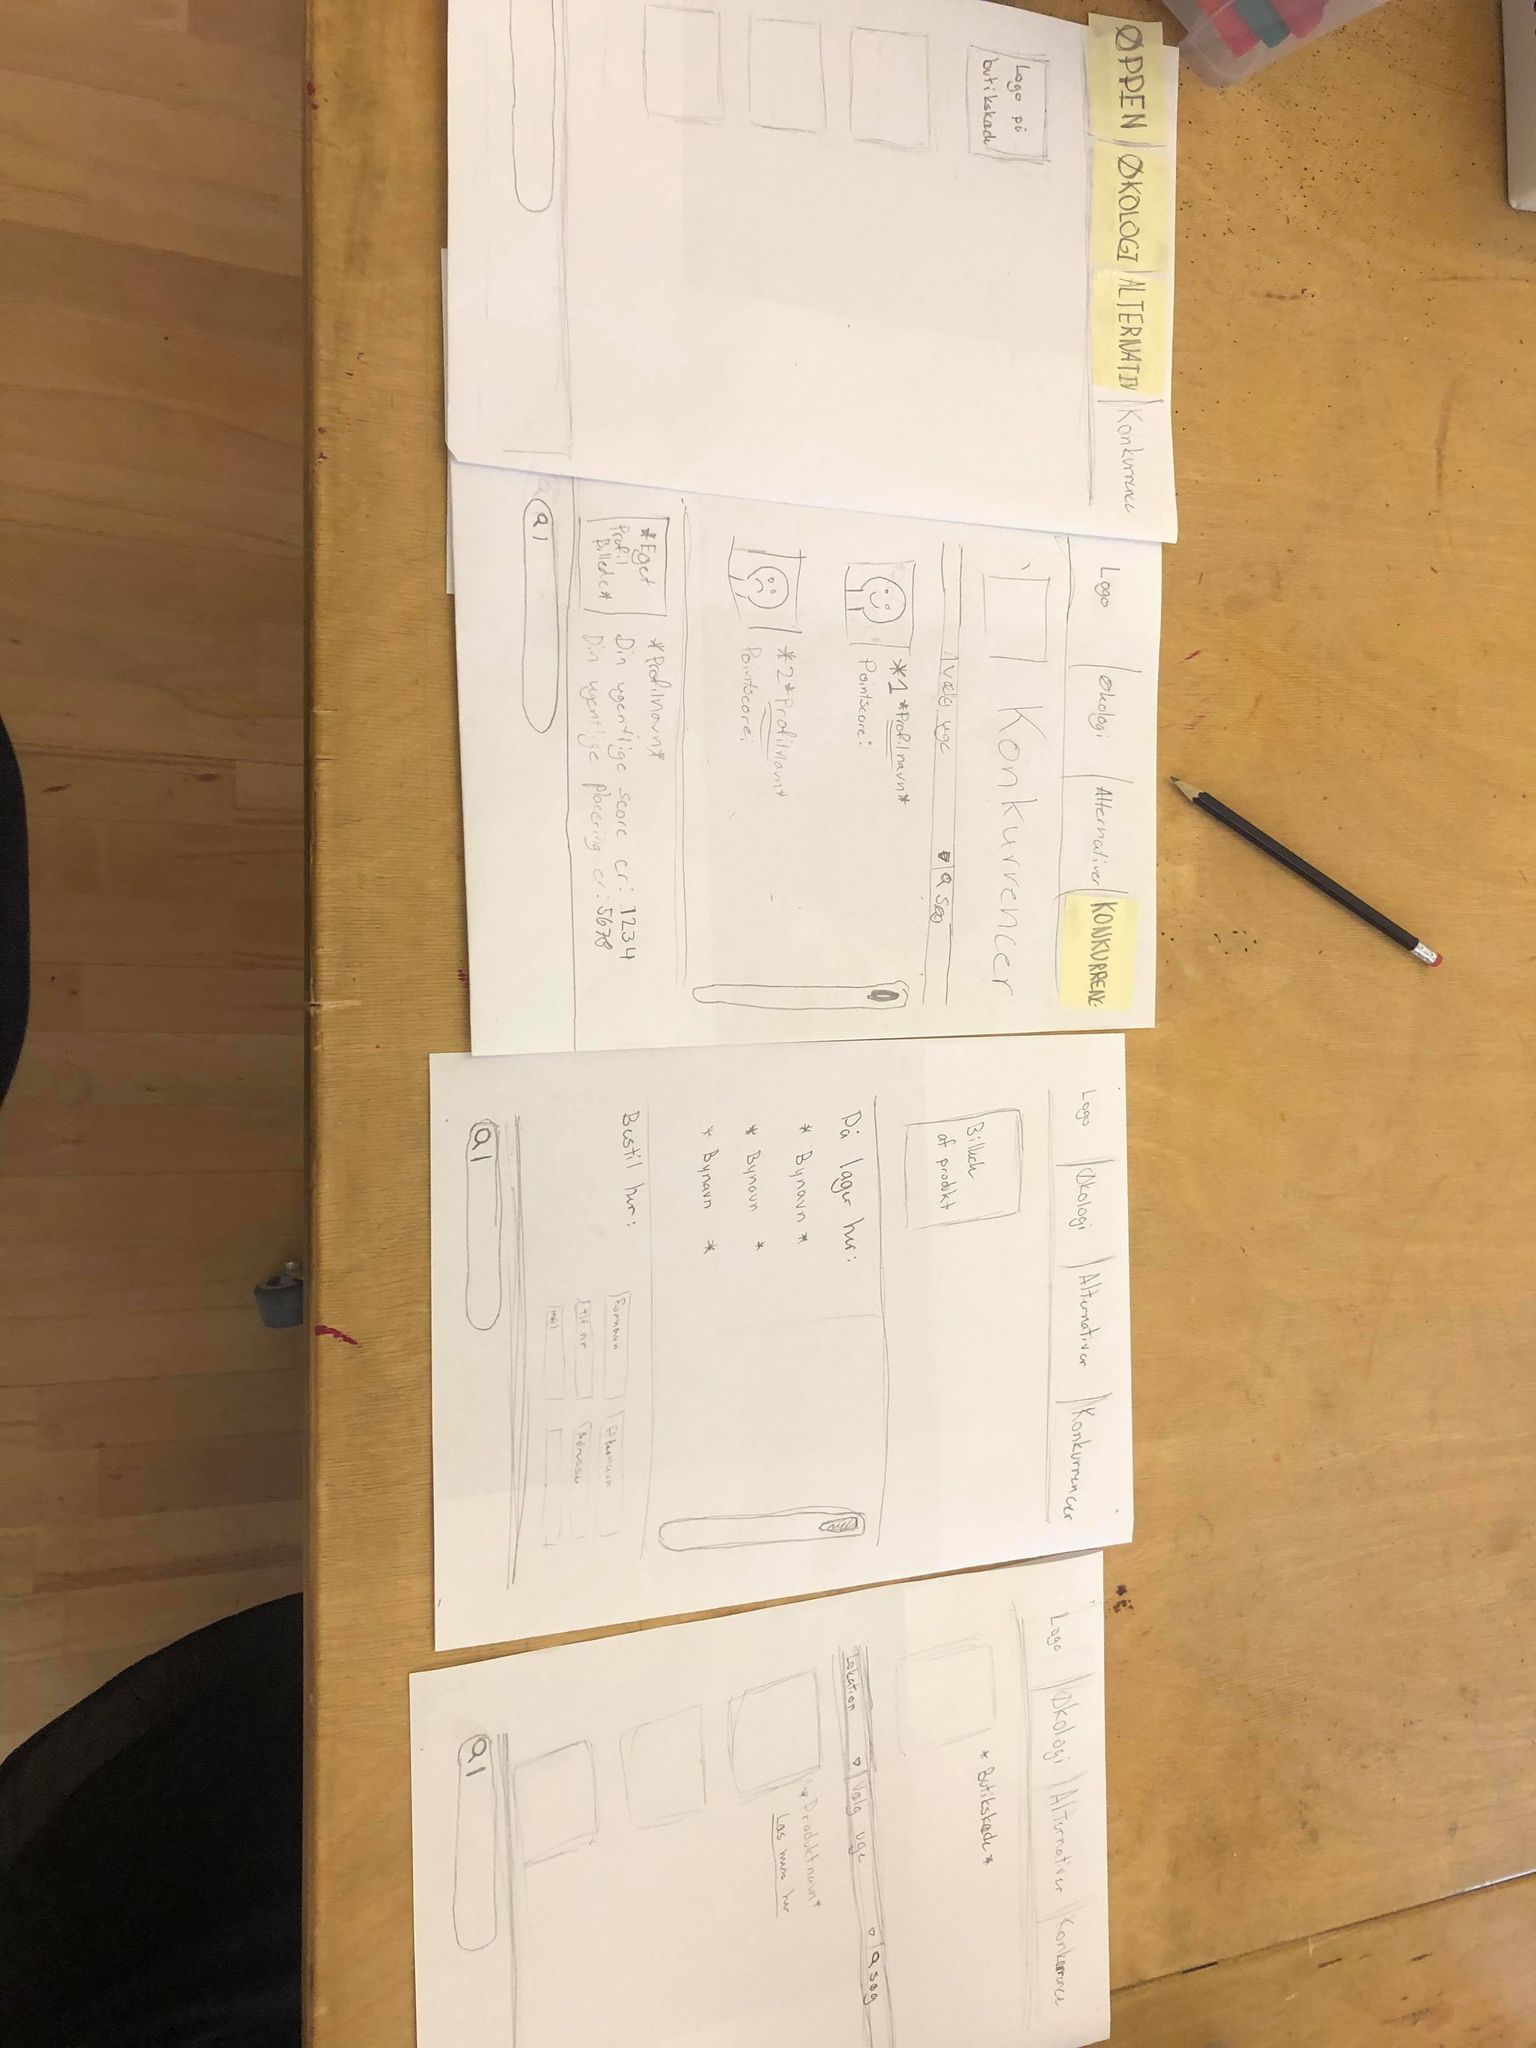 ØPPEN ØKOLOGI ALTERNATIV Konkurrence
Logo på
butikskæde
Logo Økologi Alternativer KONKURRENC
Konkurrencer
Vælg uge søg
*1 *Profilnavn*
Pointscore:
*2 *Profilnavn*
Pointscore:
*Eget
Profil
Billede*
*Profilnavn*
Din ugentlige score er: 1234
Din ugentlige placering er: 5678
Logo Økologi Alternativer Konkurrencer
Billede
af produkt
På lager her:
* Bynavn *
* Bynavn *
* Bynavn *
Bestil her:
Fornavn Efternavn
Tlf nr Adresse
Mail
Logo Økologi Alternativer Konkurrence
*Butikskæde*
Lokation Vælg uge søg
*Produktnavn*
Læs mere her